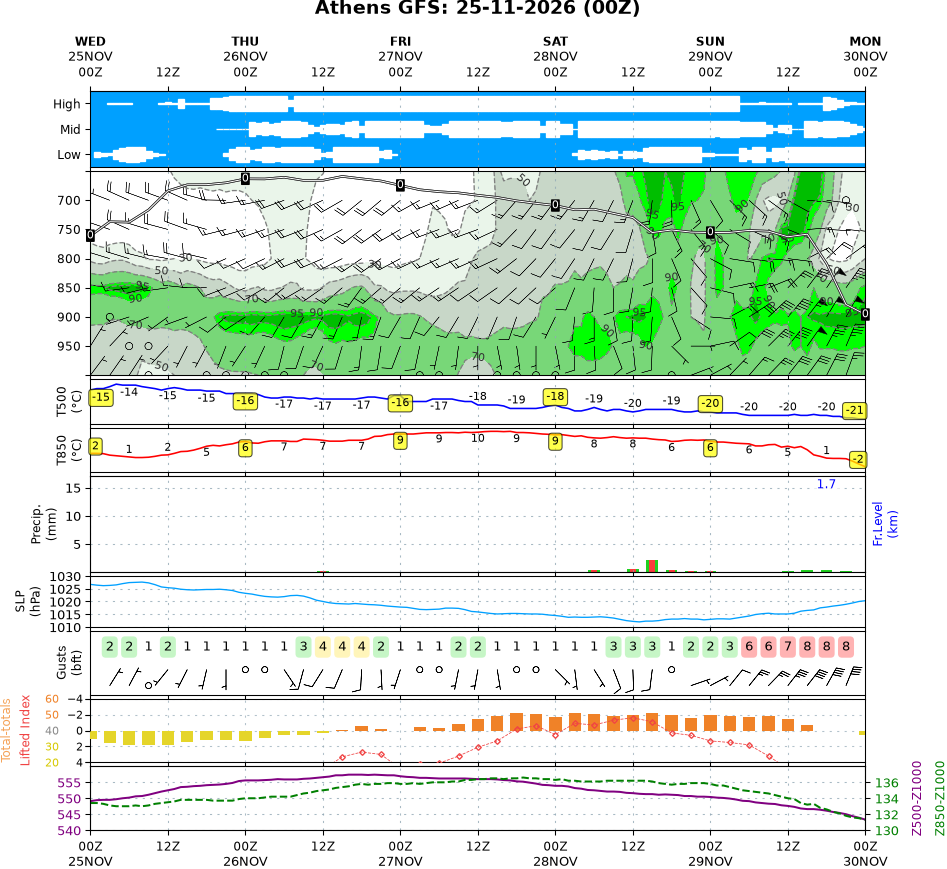 Athens GFS: 25-11-2026 (00Z)
WED THU FRI SAT SUN MON
25NOV 26NOV 27NOV 28NOV 29NOV 30NOV
00Z 12Z 00Z 12Z 00Z 12Z 00Z 12Z 00Z 12Z 00Z
High
Mid
Low
700
750
800
850
900
950
0 0 0 0 0 0
50 95 95 90 50
30 50 30 90 90
95 90 70 95 90 90 95 90
70 50 70 70 90 90
T500
(°C)
-15 -14 -15 -15 -16 -17 -17 -17 -16 -17 -18 -19 -18 -19 -20 -19 -20 -20 -20 -20 -21
T850
(°C)
2 1 2 5 6 7 7 7 9 9 10 9 9 8 8 6 6 6 5 1 -2
Precip.
(mm)
15
10
5
1.7
Fr.Level
(km)
SLP
(hPa)
1030
1025
1020
1015
1010
Gusts
(bft)
2 2 1 2 1 1 1 1 1 1 3 4 4 4 2 1 1 1 2 2 1 1 1 1 1 1 3 3 3 1 2 2 3 6 6 7 8 8 8
Total-totals
Lifted Index
60 −4
50 −2
40 0
30 2
20 4
555
550
545
540
136
134
132
130
Z500-Z1000
Z850-Z1000
00Z 12Z 00Z 12Z 00Z 12Z 00Z 12Z 00Z 12Z 00Z
25NOV 26NOV 27NOV 28NOV 29NOV 30NOV